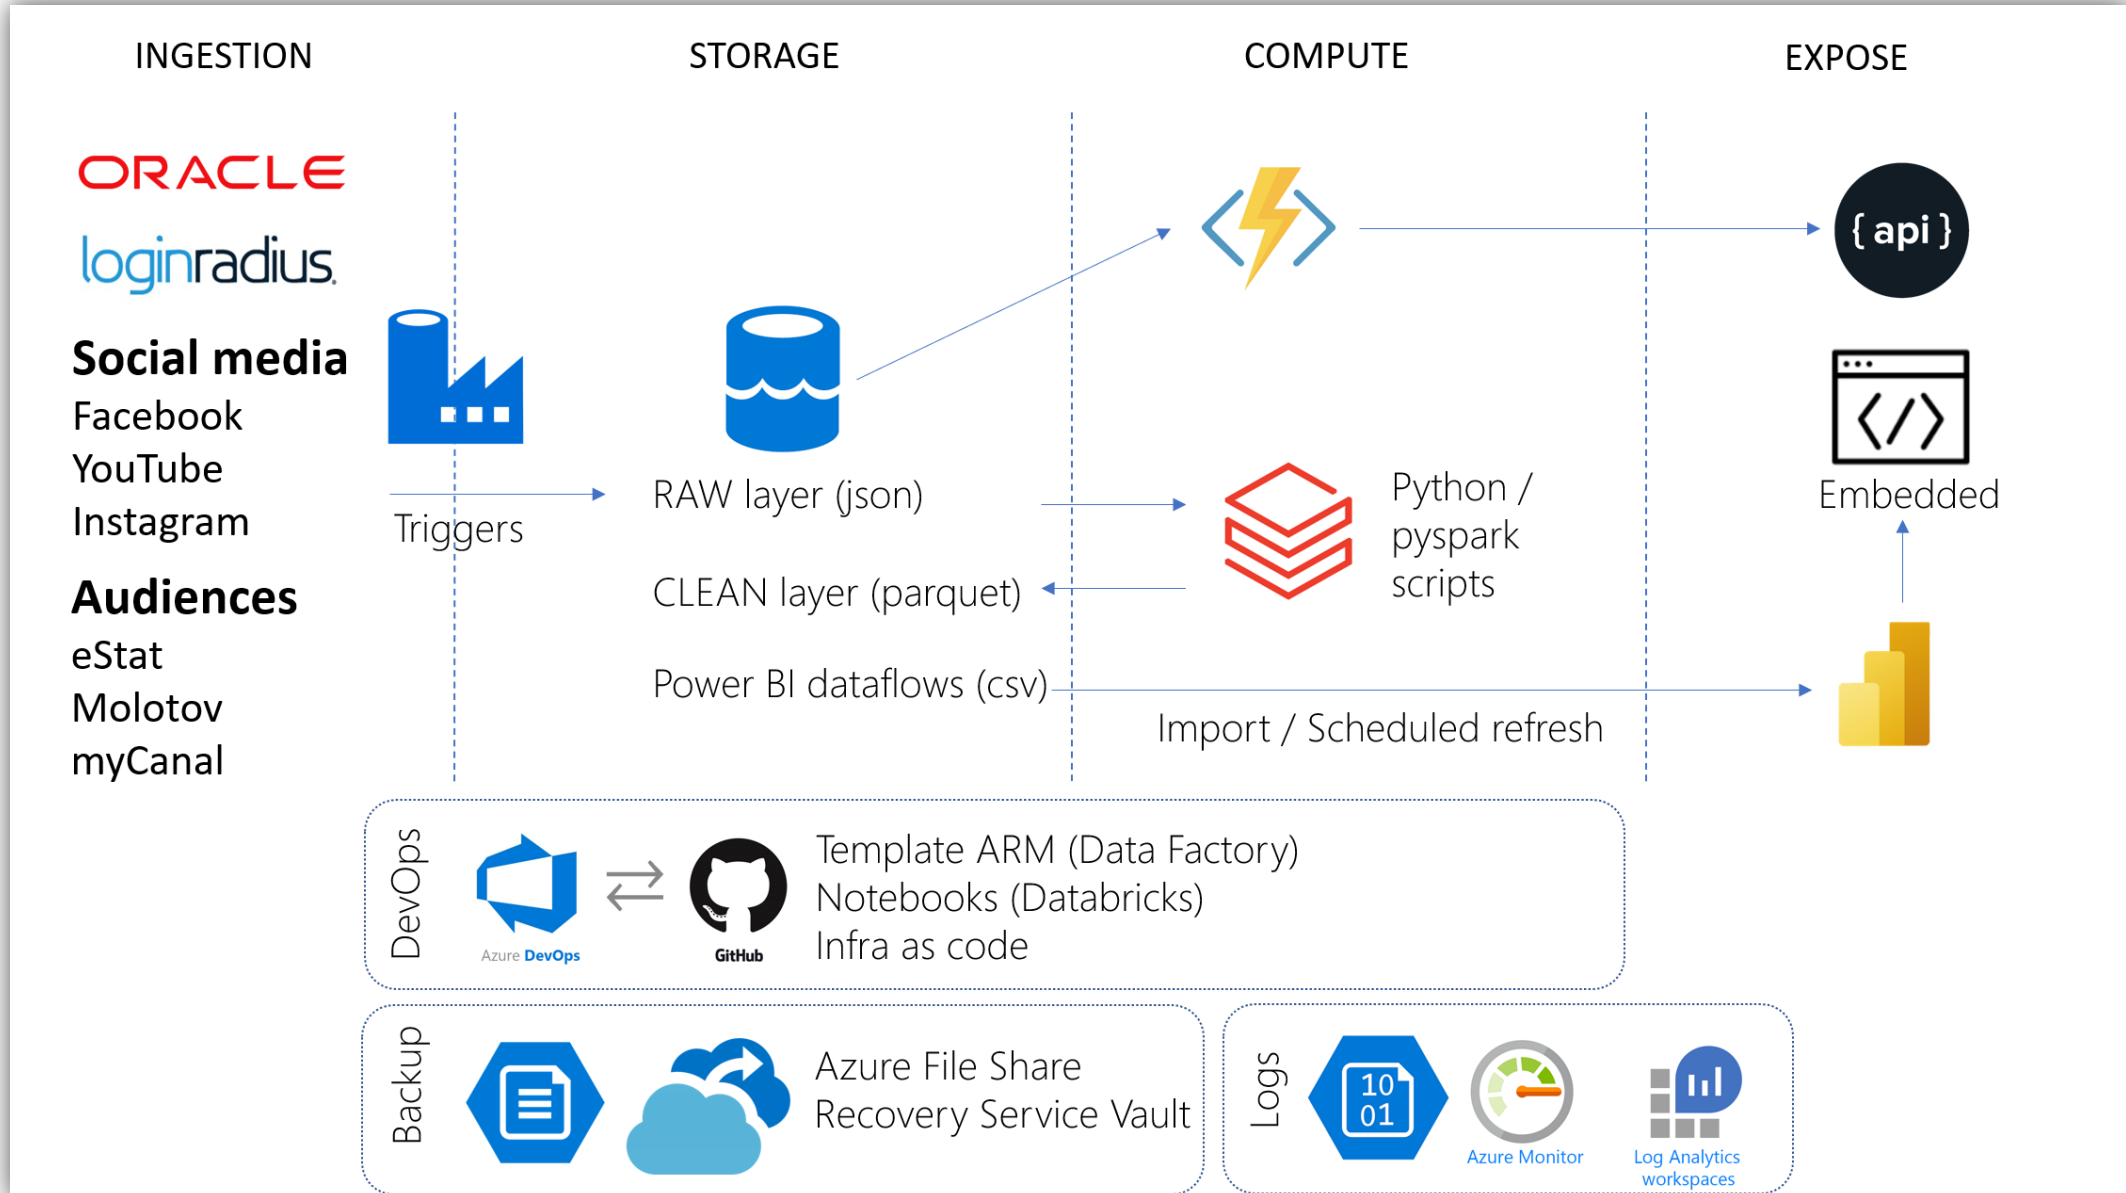 INGESTION
STORAGE
COMPUTE
EXPOSE
ORACLE
loginradius.
Social media
Facebook
YouTube
Instagram
Audiences
eStat
Molotov
myCanal
Triggers
RAW layer (json)
CLEAN layer (parquet)
Power BI dataflows (csv)
Python /
pyspark
scripts
Import / Scheduled refresh
{ api }
</>
Embedded
DevOps
Azure DevOps
GitHub
Template ARM (Data Factory)
Notebooks (Databricks)
Infra as code
Backup
Azure File Share
Recovery Service Vault
Logs
10
01
Azure Monitor
Log Analytics
workspaces